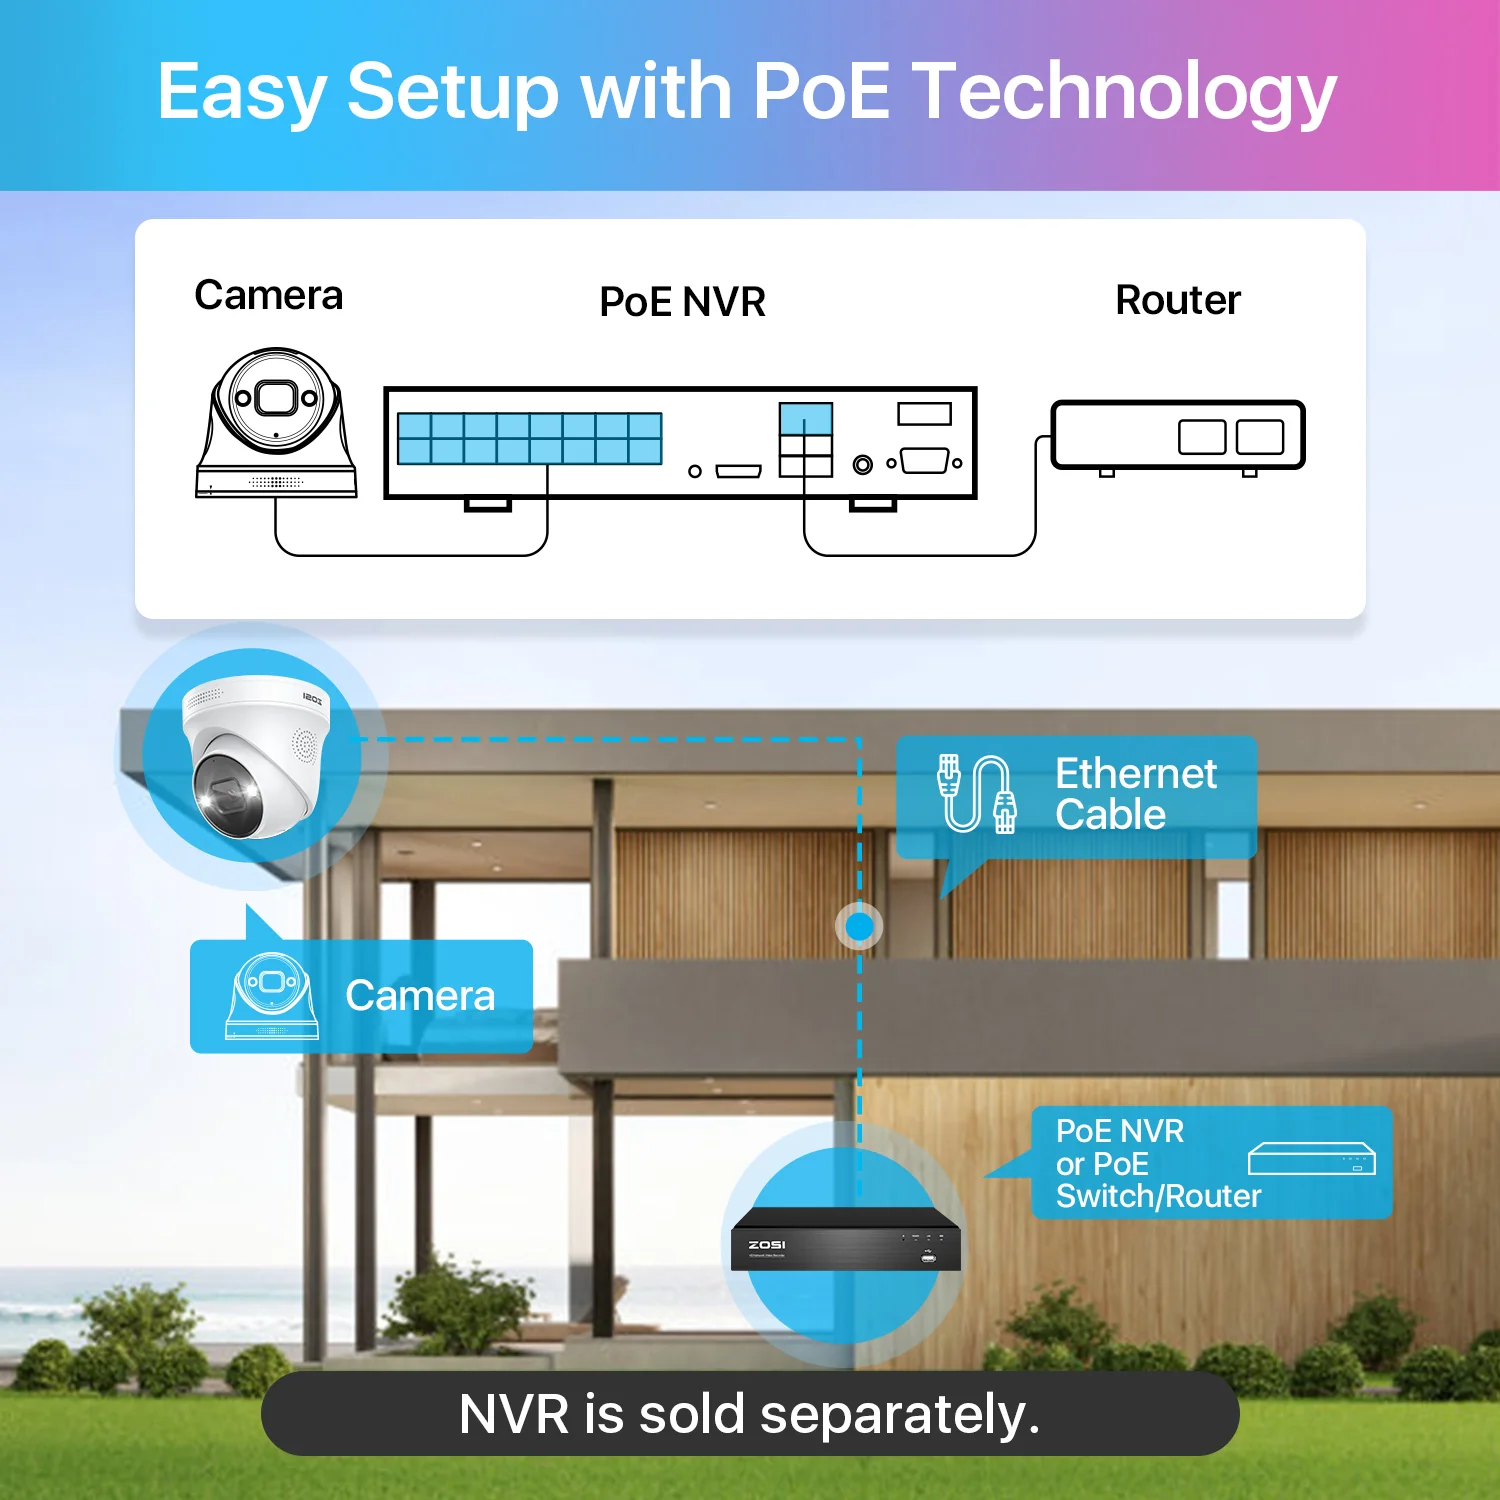 Easy Setup with PoE Technology
Camera
PoE NVR
Router
ZOSI
Ethernet
Cable
Camera
PoE NVR
or PoE
Switch/Router
ZOSI
NVR is sold separately.